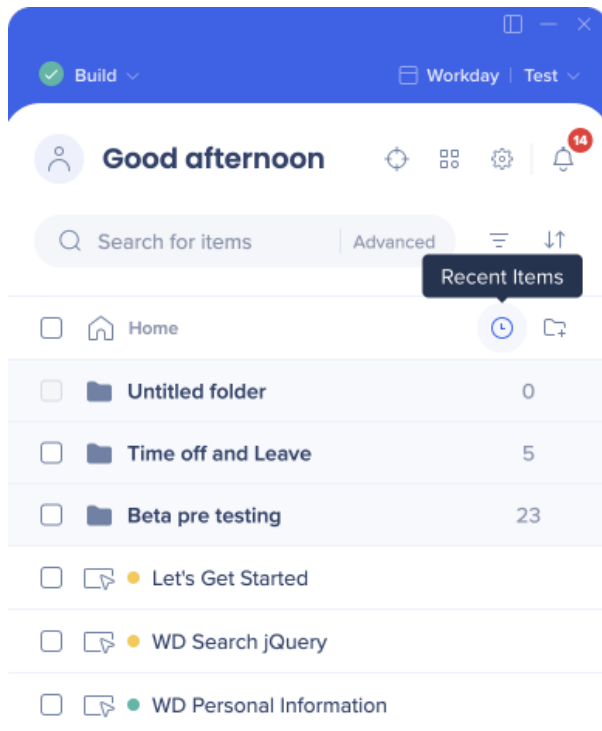 Build
Workday | Test
Good afternoon
14
Search for items
Advanced
Recent Items
Home
Untitled folder 0
Time off and Leave 5
Beta pre testing 23
Let's Get Started
WD Search jQuery
WD Personal Information